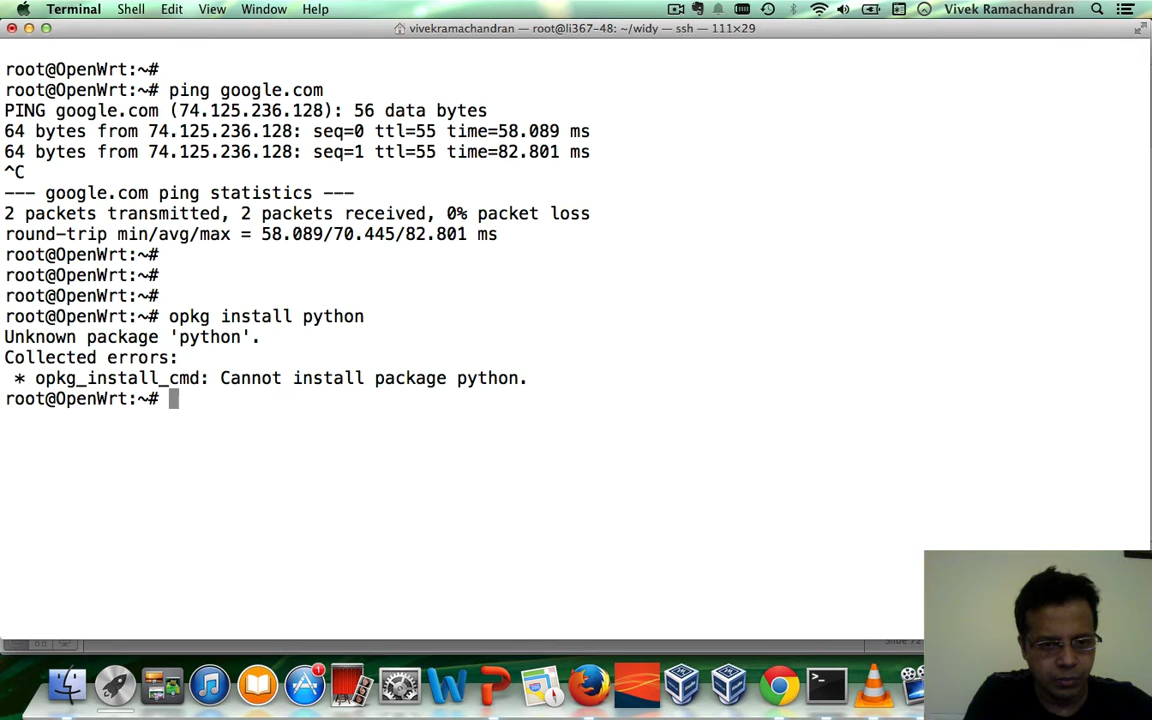 Terminal Shell Edit View Window Help Vivek Ramachandran
vivekramachandran — root@li367-48: ~/widy — ssh — 111×29
root@OpenWrt:~#
root@OpenWrt:~# ping google.com
PING google.com (74.125.236.128): 56 data bytes
64 bytes from 74.125.236.128: seq=0 ttl=55 time=58.089 ms
64 bytes from 74.125.236.128: seq=1 ttl=55 time=82.801 ms
^C
--- google.com ping statistics ---
2 packets transmitted, 2 packets received, 0% packet loss
round-trip min/avg/max = 58.089/70.445/82.801 ms
root@OpenWrt:~#
root@OpenWrt:~#
root@OpenWrt:~#
root@OpenWrt:~# opkg install python
Unknown package 'python'.
Collected errors:
 * opkg_install_cmd: Cannot install package python.
root@OpenWrt:~#
1